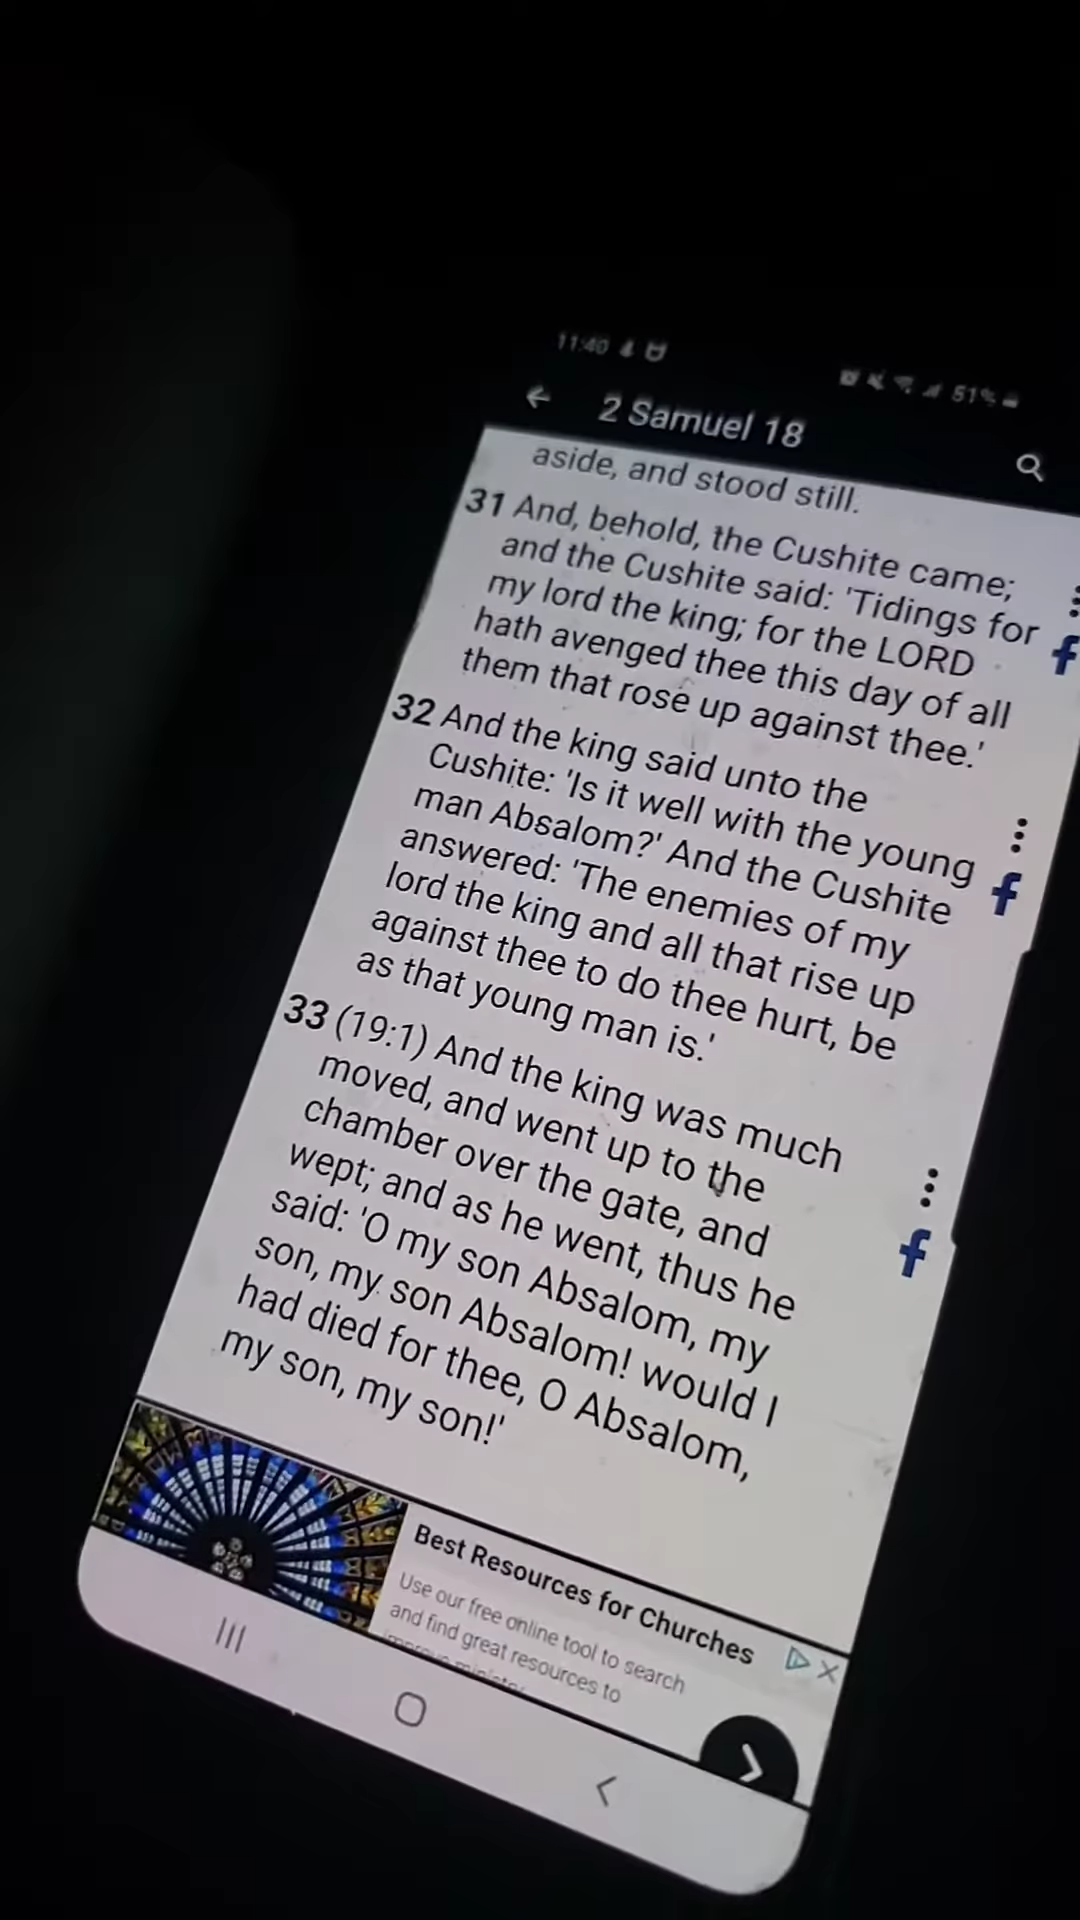 11:40
51%
2 Samuel 18
aside, and stood still.
31 And, behold, the Cushite came;
and the Cushite said: 'Tidings for
my lord the king; for the LORD
hath avenged thee this day of all
them that rose up against thee.'
32 And the king said unto the
Cushite: 'Is it well with the young
man Absalom?' And the Cushite
answered: 'The enemies of my
lord the king and all that rise up
against thee to do thee hurt, be
as that young man is.'
33 (19:1) And the king was much
moved, and went up to the
chamber over the gate, and
wept; and as he went, thus he
said: 'O my son Absalom, my
son, my son Absalom! would I
had died for thee, O Absalom,
my son, my son!'
Best Resources for Churches
Use our free online tool to search
and find great resources to